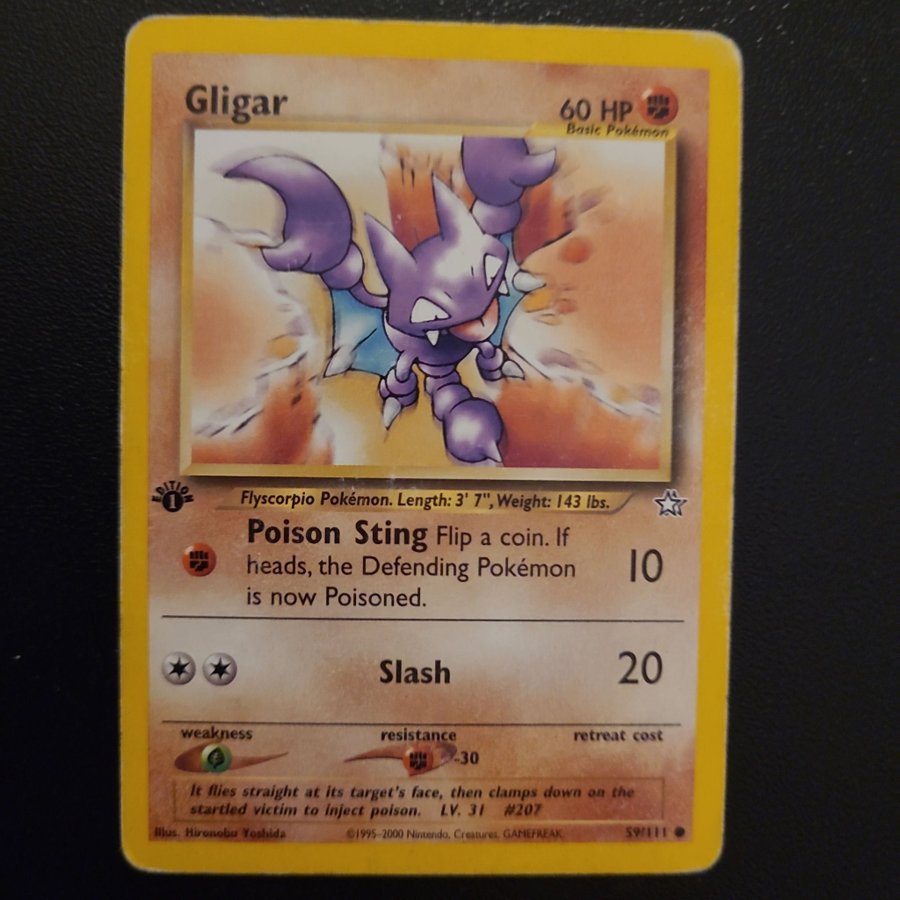 Gligar
60 HP
Basic Pokémon
EDITION
1
Flyscorpio Pokémon. Length: 3' 7", Weight: 143 lbs.
Poison Sting Flip a coin. If
heads, the Defending Pokémon
is now Poisoned.
10
Slash
20
weakness
resistance
retreat cost
-30
It flies straight at its target's face, then clamps down on the
startled victim to inject poison. LV. 31 #207
Illus. Hironobu Yoshida
©1995-2000 Nintendo, Creatures, GAMEFREAK.
59/111